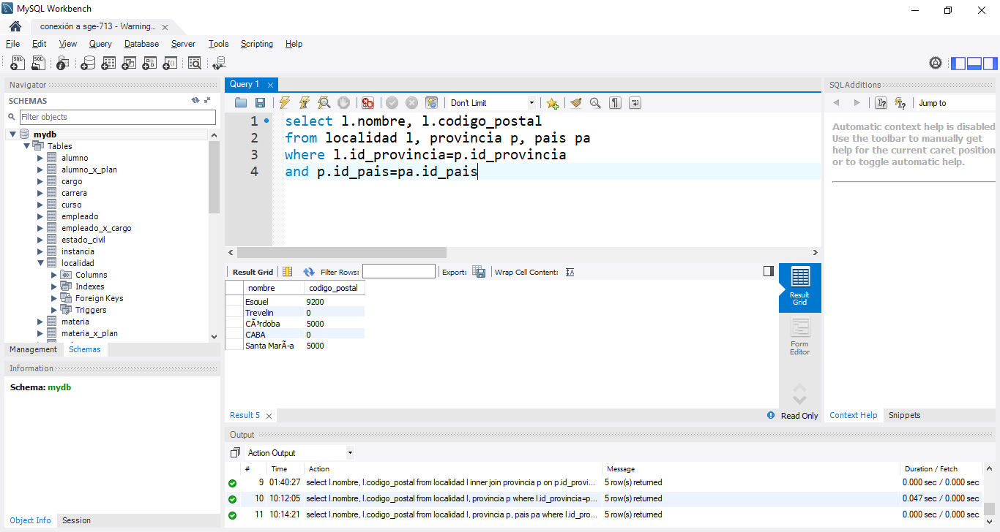 MySQL Workbench
conexión a sge-713 - Warning...
File Edit View Query Database Server Tools Scripting Help
Navigator
SCHEMAS
Filter objects
mydb
Tables
alumno
alumno_x_plan
cargo
carrera
curso
empleado
empleado_x_cargo
estado_civil
instancia
localidad
Columns
Indexes
Foreign Keys
Triggers
materia
materia_x_plan
Management Schemas
Information
Schema: mydb
Object Info Session
Query 1
Don't Limit
1 select l.nombre, l.codigo_postal
2 from localidad l, provincia p, pais pa
3 where l.id_provincia=p.id_provincia
4 and p.id_pais=pa.id_pais
Result Grid Filter Rows: Export: Wrap Cell Content:
nombre codigo_postal
Esquel 9200
Trevelin 0
CÃ³rdoba 5000
CABA 0
Santa MarÃ-a 5000
Result Grid
Form Editor
Result 5
Read Only
SQLAdditions
Jump to
Automatic context help is disabled
Use the toolbar to manually get
help for the current caret position
or to toggle automatic help.
Context Help Snippets
Output
Action Output
# Time Action Message Duration / Fetch
9 01:40:27 select l.nombre, l.codigo_postal from localidad l inner join provincia p on p.id_provi... 5 row(s) returned 0.000 sec / 0.000 sec
10 10:12:05 select l.nombre, l.codigo_postal from localidad l, provincia p where l.id_provincia=p... 5 row(s) returned 0.047 sec / 0.000 sec
11 10:14:21 select l.nombre, l.codigo_postal from localidad l, provincia p, pais pa where l.id_pro... 5 row(s) returned 0.000 sec / 0.000 sec